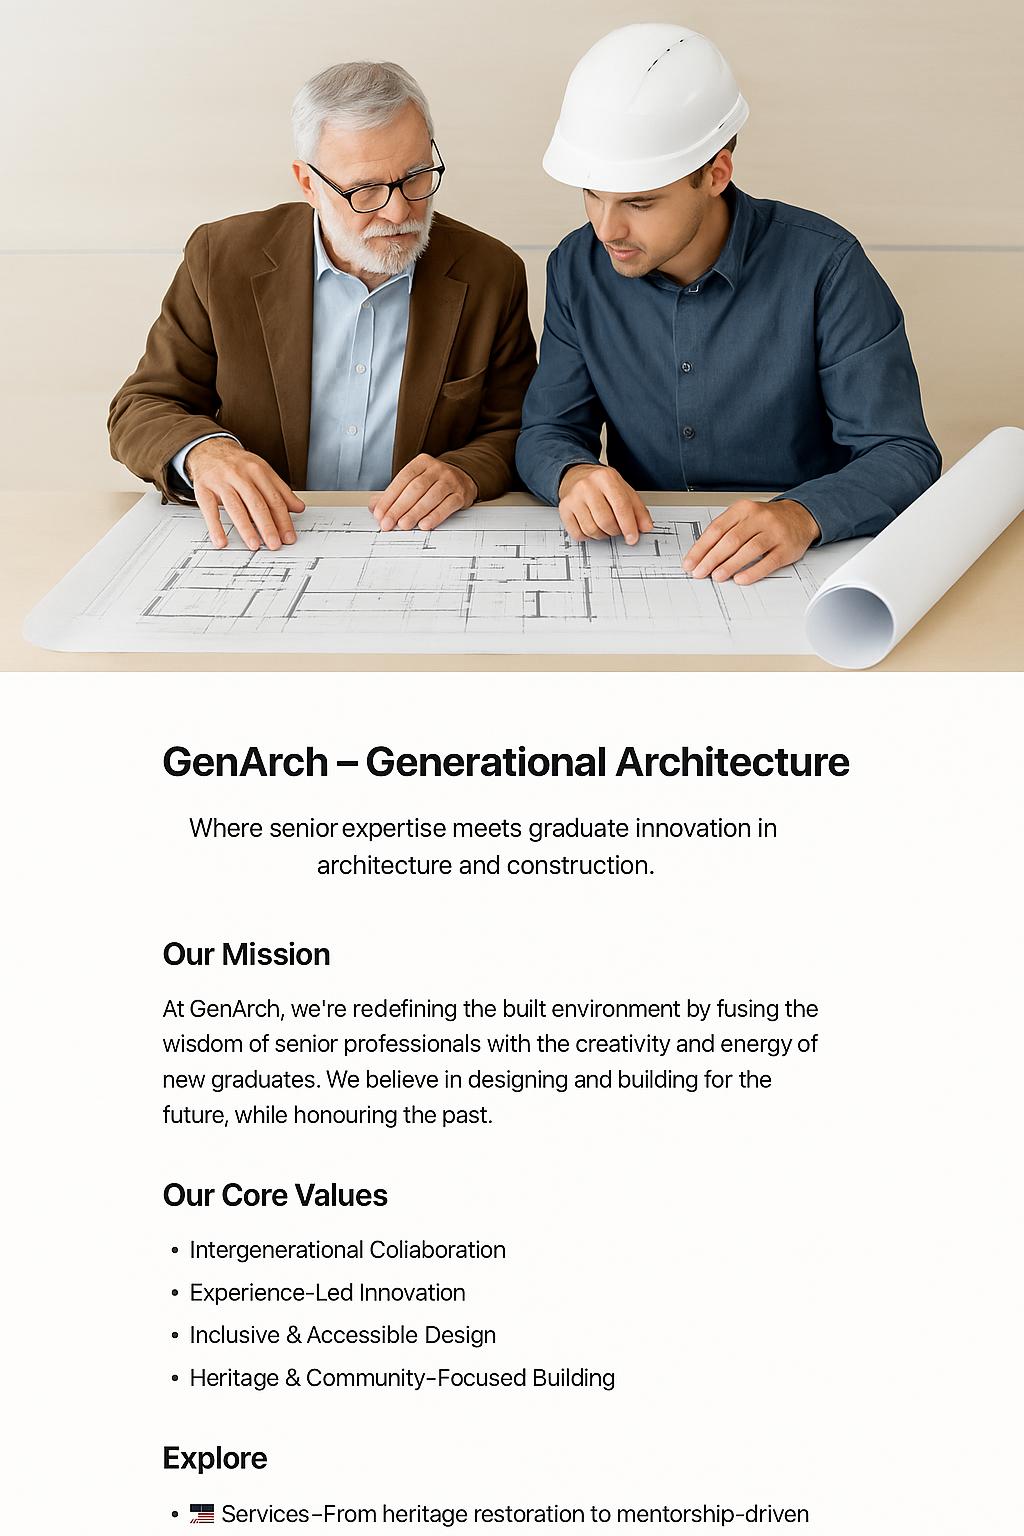 GenArch – Generational Architecture
Where senior expertise meets graduate innovation in
architecture and construction.
Our Mission
At GenArch, we're redefining the built environment by fusing the
wisdom of senior professionals with the creativity and energy of
new graduates. We believe in designing and building for the
future, while honouring the past.
Our Core Values
• Intergenerational Coliaboration
• Experience-Led Innovation
• Inclusive & Accessible Design
• Heritage & Community-Focused Building
Explore
• Services–From heritage restoration to mentorship-driven